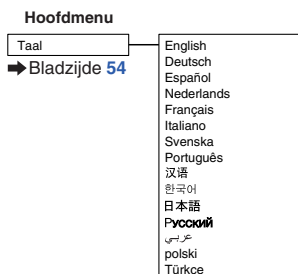 Hoofdmenu
Taal
➡ Bladzijde 54
English
Deutsch
Español
Nederlands
Français
Italiano
Svenska
Português
汉语
한국어
日本語
Русский
عربي
polski
Türkçe